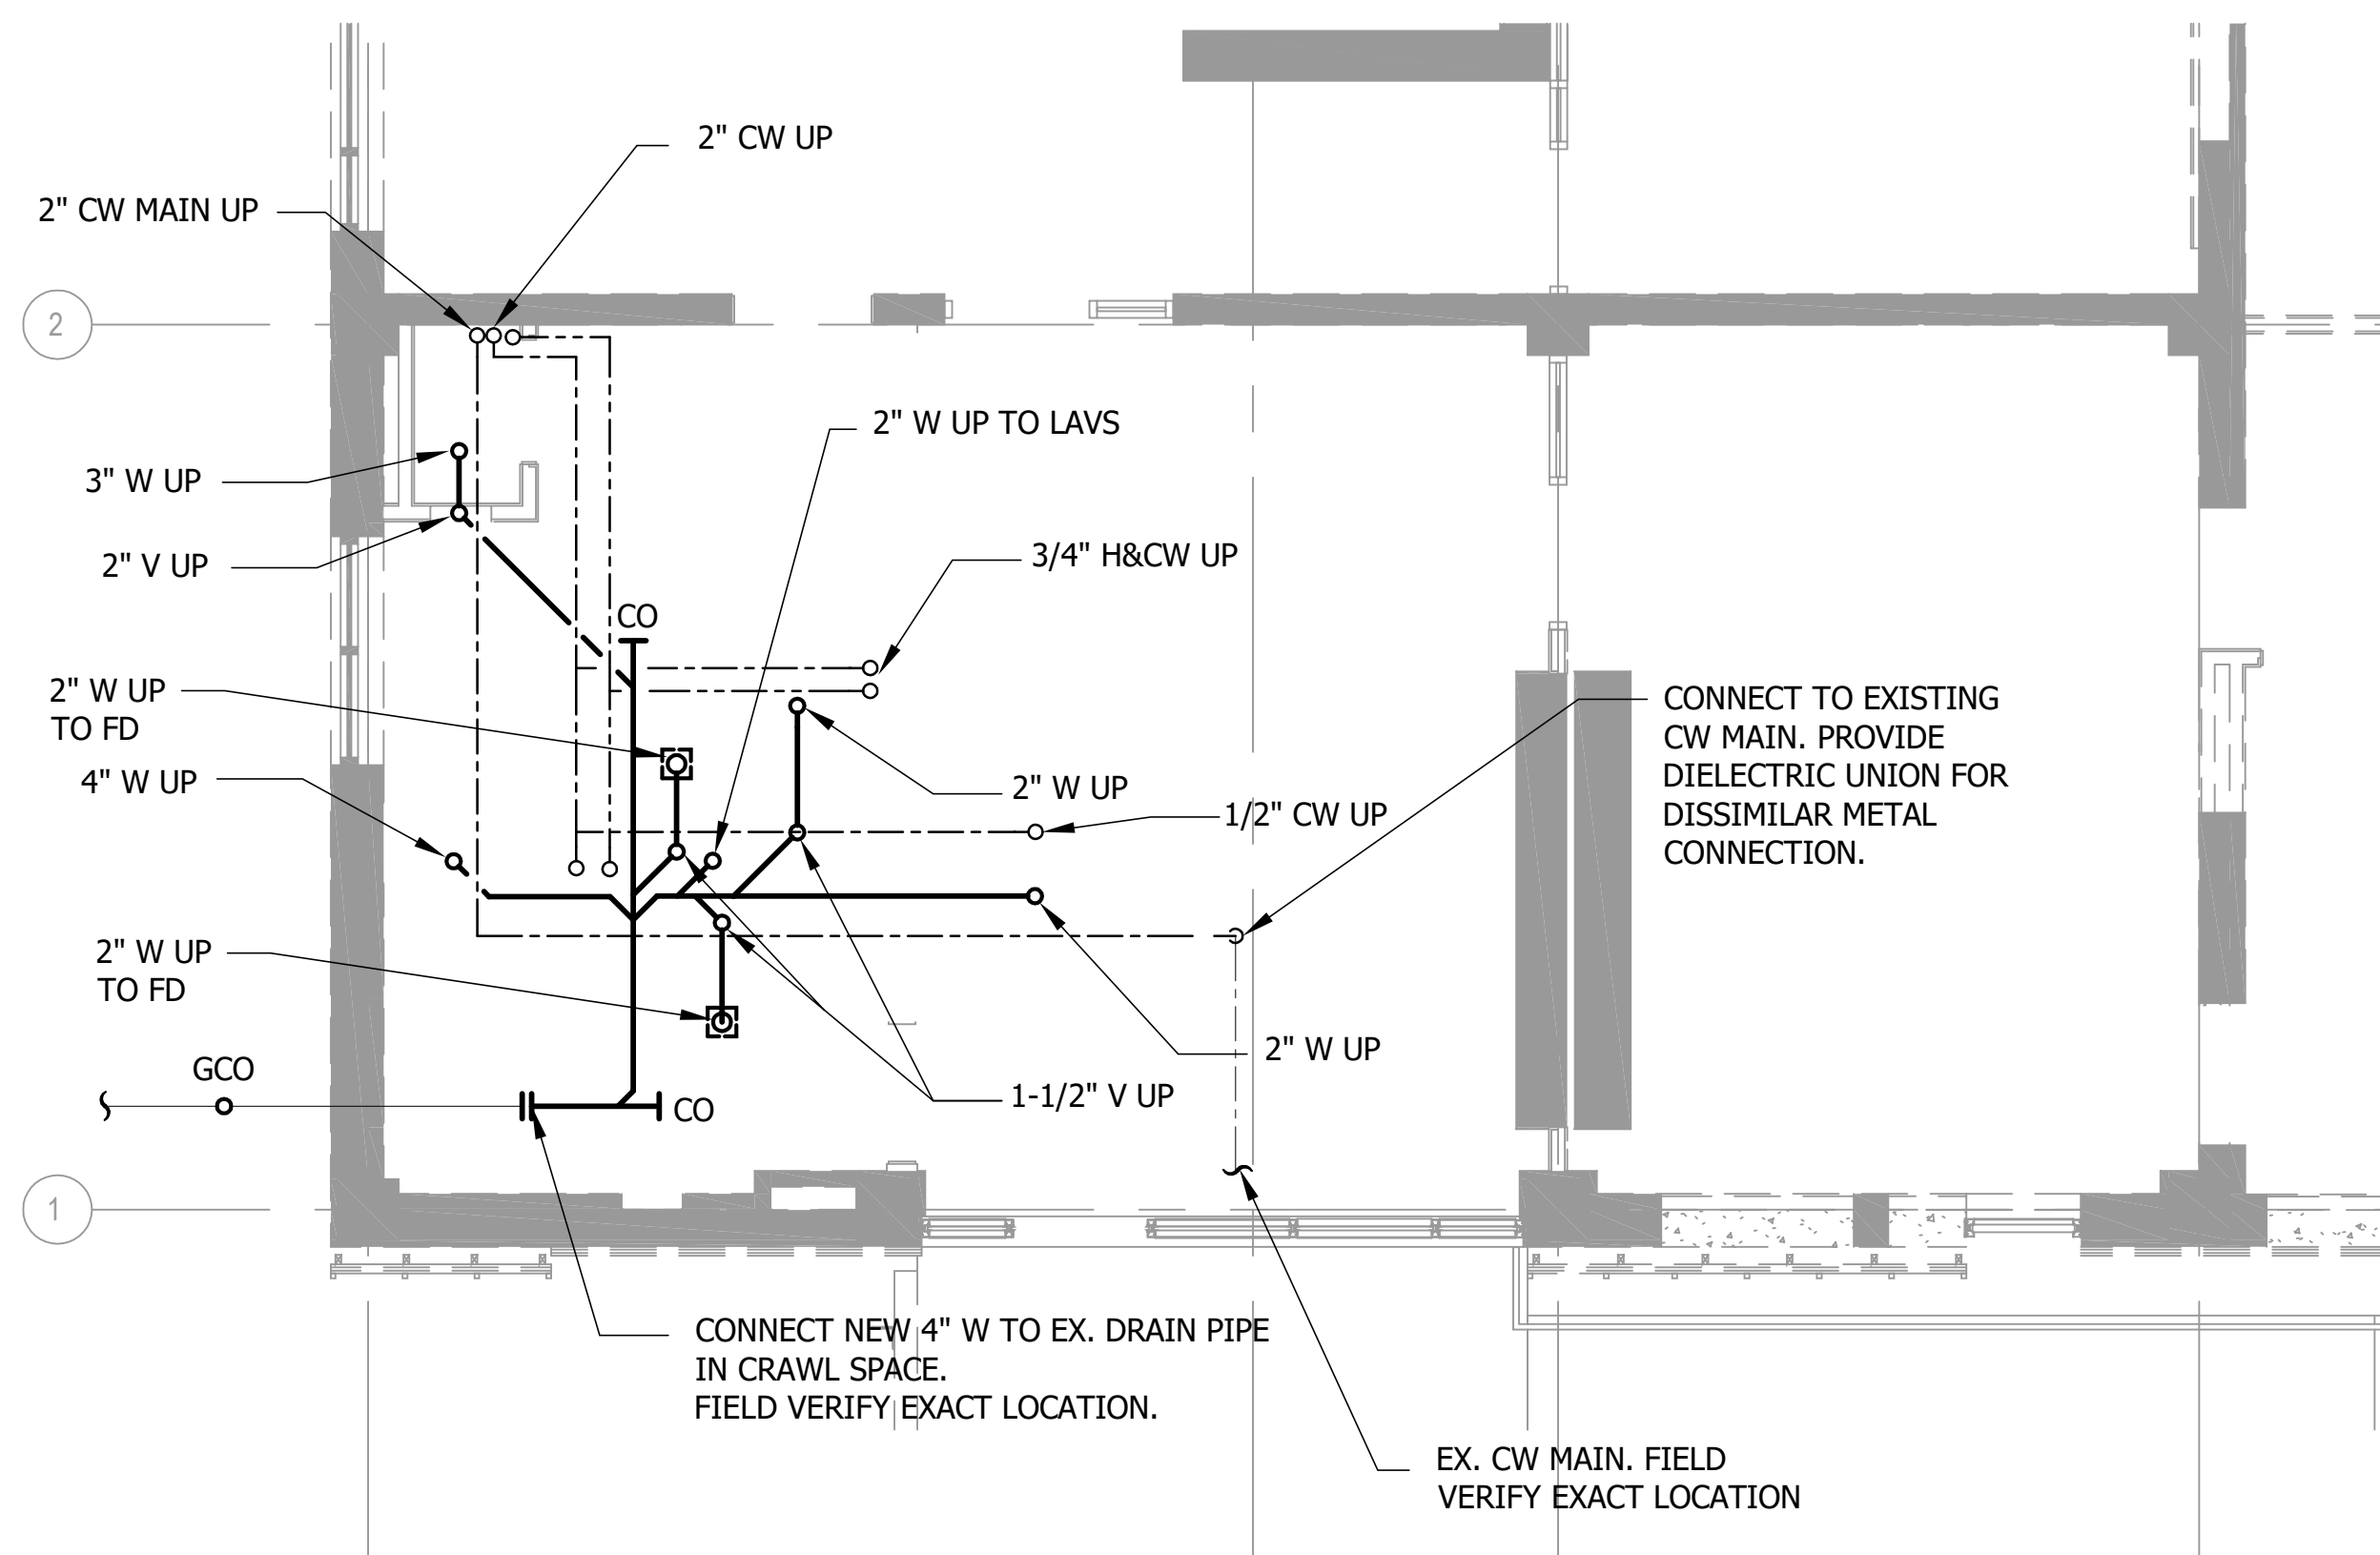 2" CW UP
2" CW MAIN UP
2
2" W UP TO LAVS
3" W UP
3/4" H&CW UP
2" V UP
CO
2" W UP
TO FD
CONNECT TO EXISTING
CW MAIN. PROVIDE
DIELECTRIC UNION FOR
DISSIMILAR METAL
CONNECTION.
4" W UP
2" W UP
1/2" CW UP
2" W UP
TO FD
2" W UP
GCO
1-1/2" V UP
CO
1
CONNECT NEW 4" W TO EX. DRAIN PIPE
IN CRAWL SPACE.
FIELD VERIFY EXACT LOCATION.
EX. CW MAIN. FIELD
VERIFY EXACT LOCATION